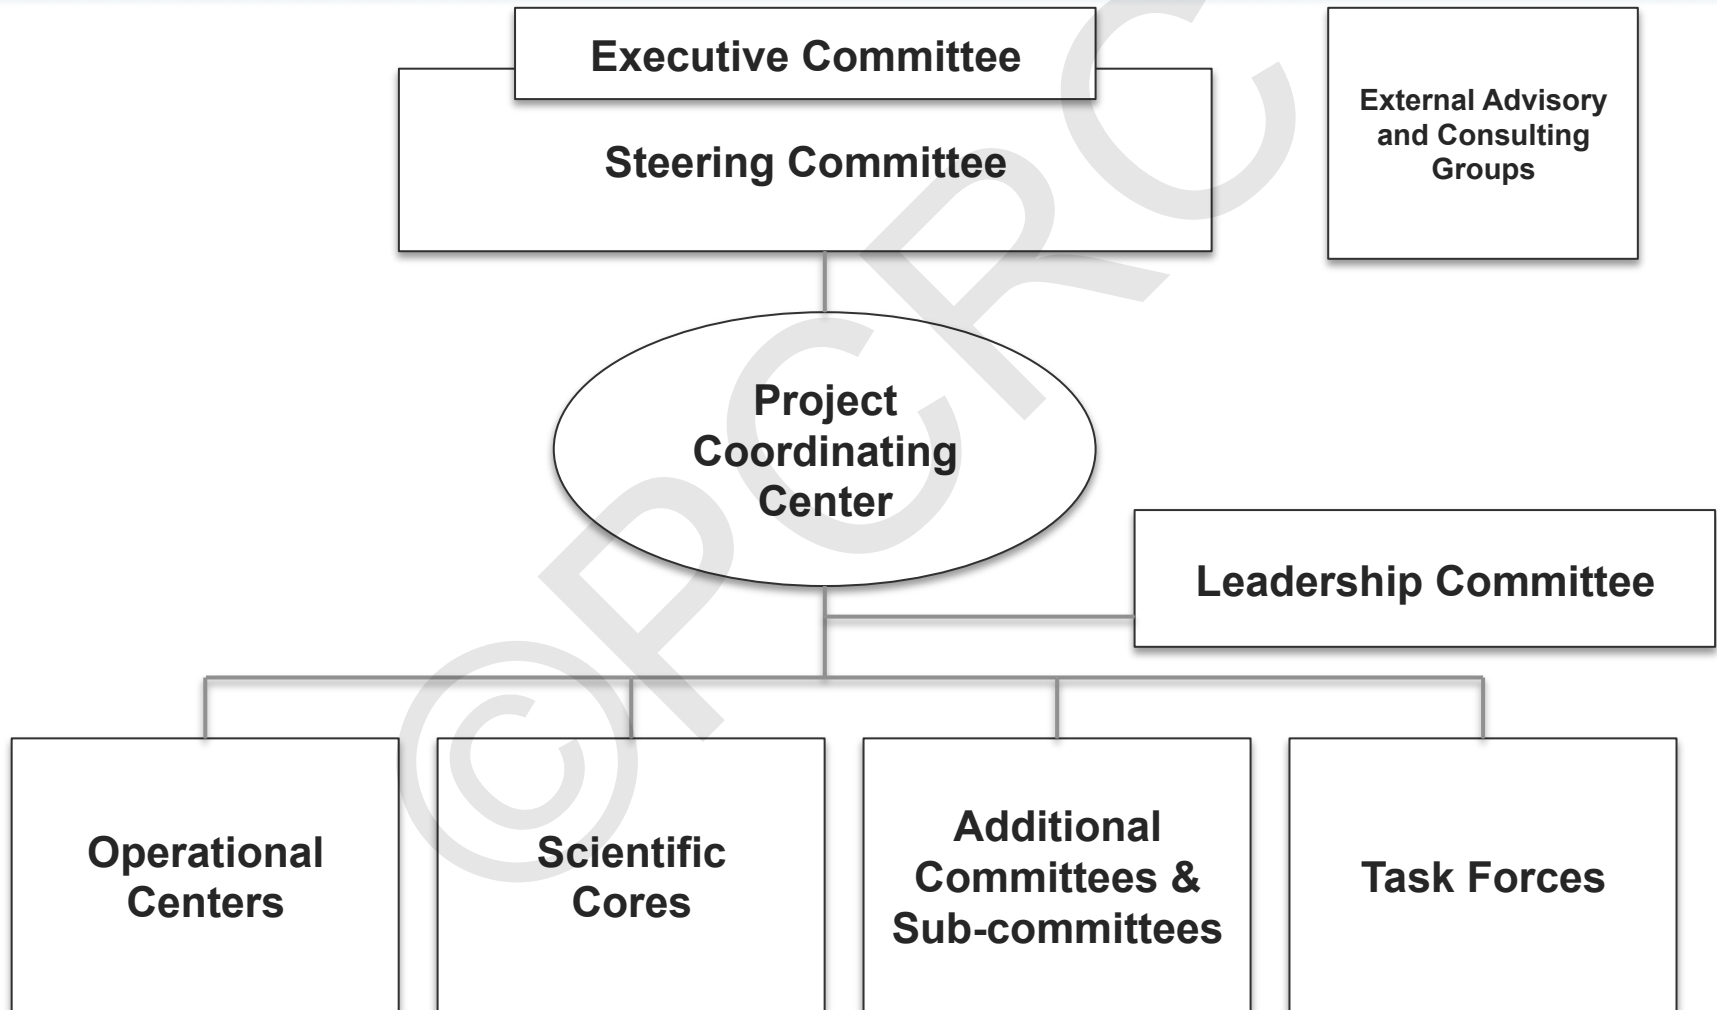 Executive Committee
Steering Committee
External Advisory
and Consulting
Groups
Project
Coordinating
Center
Leadership Committee
Operational
Centers
Scientific
Cores
Additional
Committees &
Sub-committees
Task Forces
©PCRC